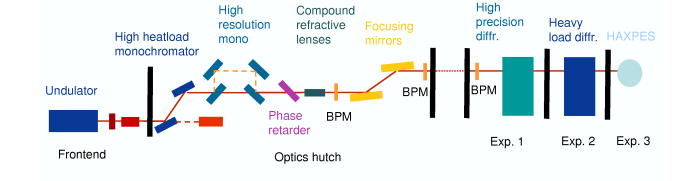 High heatload
monochromator
High
resolution
mono
Compound
refractive
lenses
Focusing
mirrors
High
precision
diffr.
Heavy
load diffr.
HAXPES
Undulator
Phase
retarder
BPM
BPM
BPM
Frontend
Optics hutch
Exp. 1
Exp. 2
Exp. 3